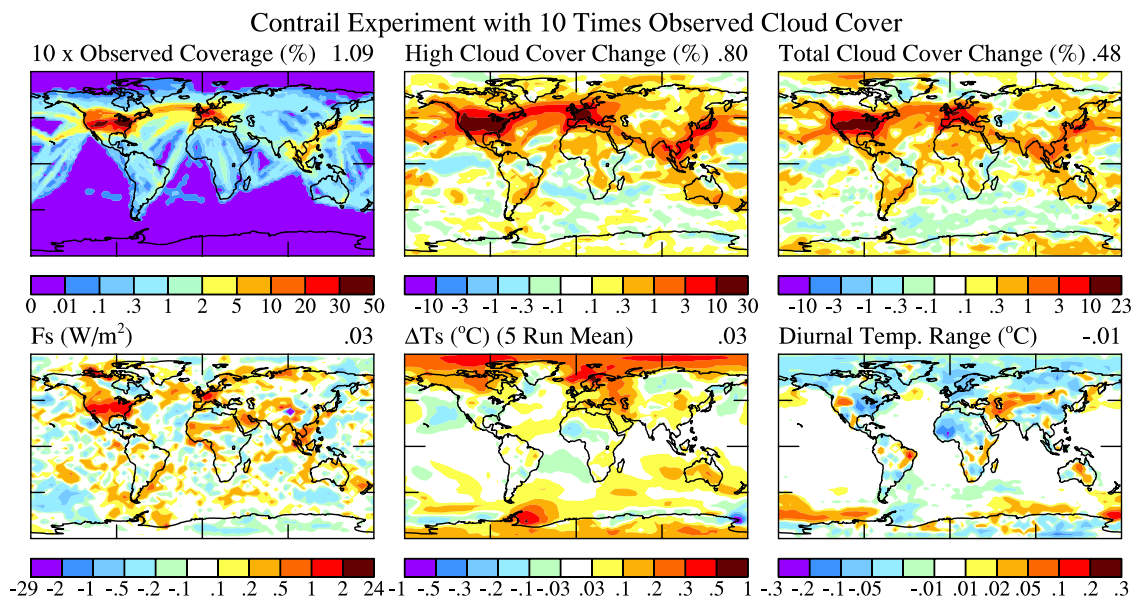 Contrail Experiment with 10 Times Observed Cloud Cover
10 x Observed Coverage (%) 1.09
High Cloud Cover Change (%) .80
Total Cloud Cover Change (%) .48
0 .01 .1 .3 1 2 5 10 20 30 50
-10 -3 -1 -.1 .1 .3 1 3 10 30
-10 -3 -1 -.1 .1 .3 1 3 10 23
Fs (W/m²) .03
ΔTs (°C) (5 Run Mean) .03
Diurnal Temp. Range (°C) -.01
-29 -2 -1 -.5 -.2 -.1 .1 .2 .5 1 2 24
-1 -.5 -.3 -.2 -.1 -.03 .03 .1 .2 .3 .5 1
-.3 -.2 -.1 -.05 -.01 .01 .02 .05 .1 .2 .3